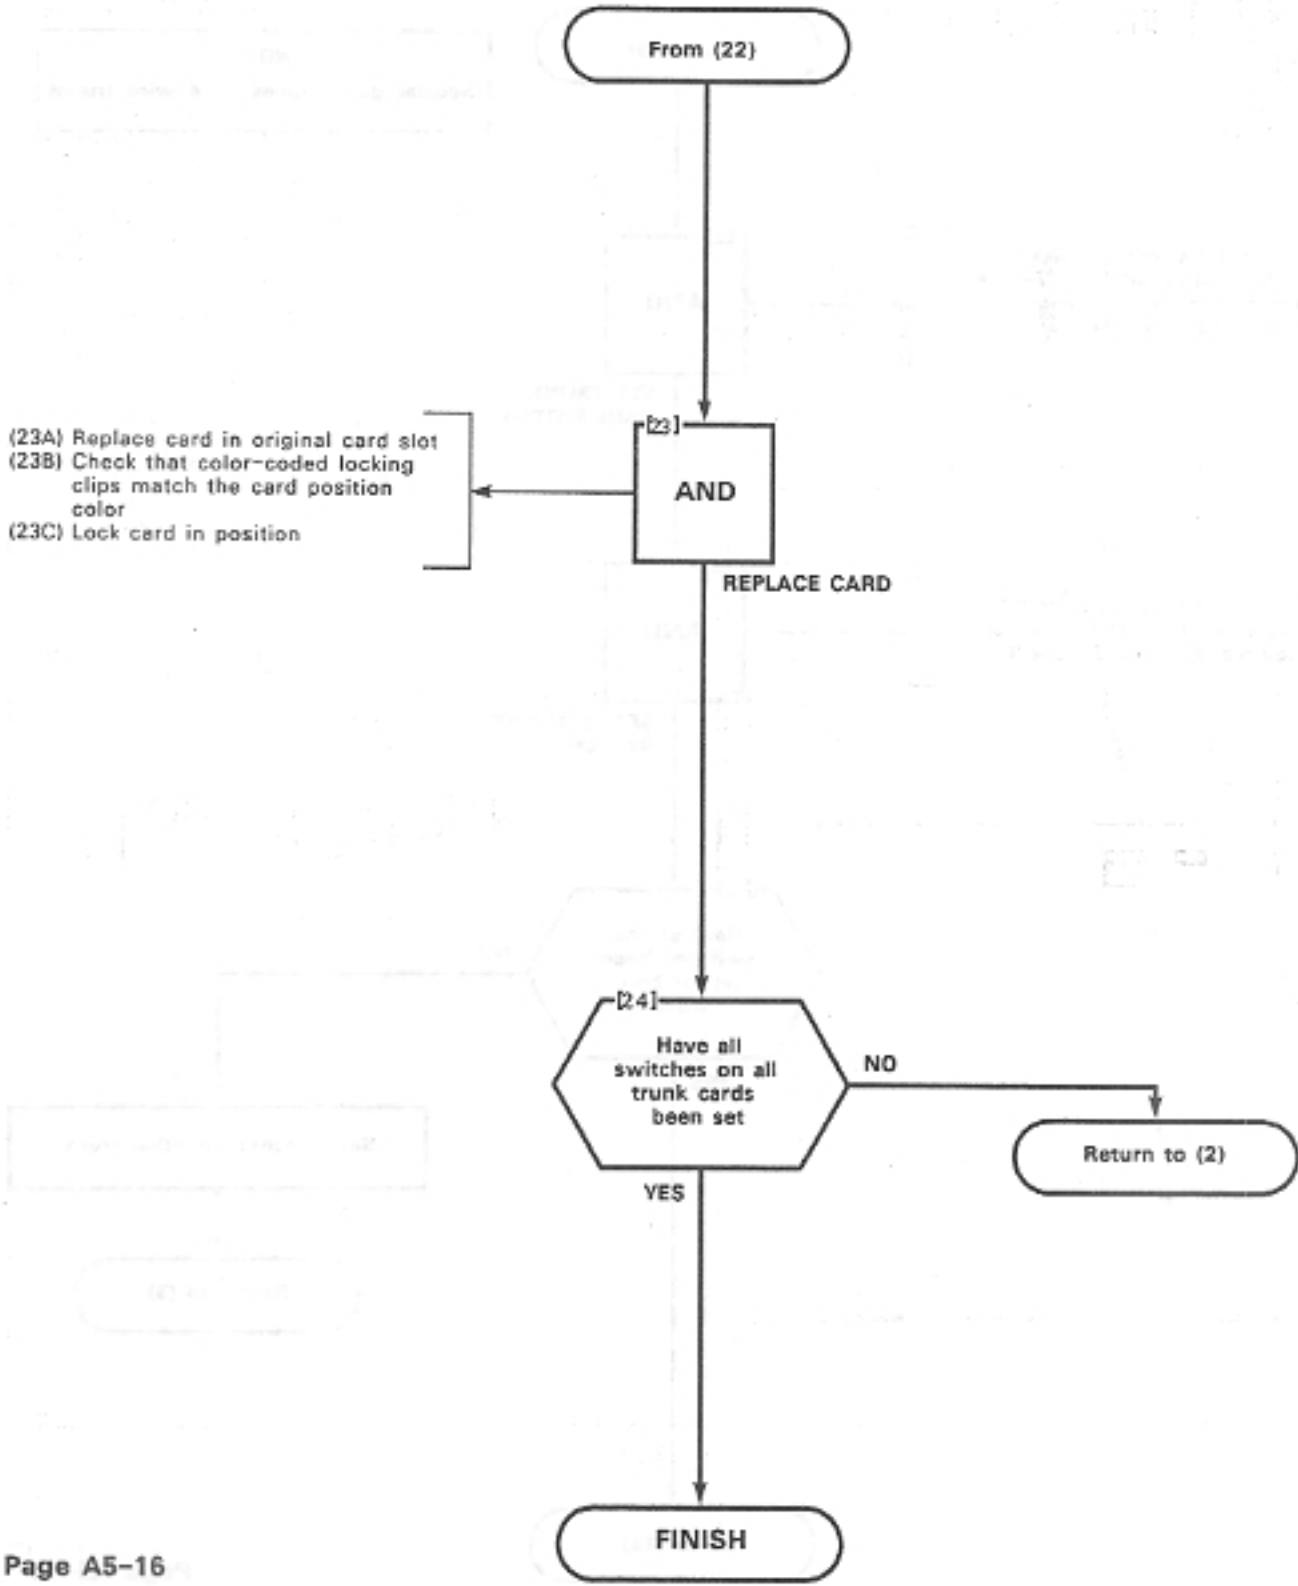 From (22)
[23]
AND
(23A) Replace card in original card slot
(23B) Check that color-coded locking
clips match the card position
color
(23C) Lock card in position
REPLACE CARD
[24]
Have all
switches on all
trunk cards
been set
NO
Return to (2)
YES
FINISH
Page A5-16